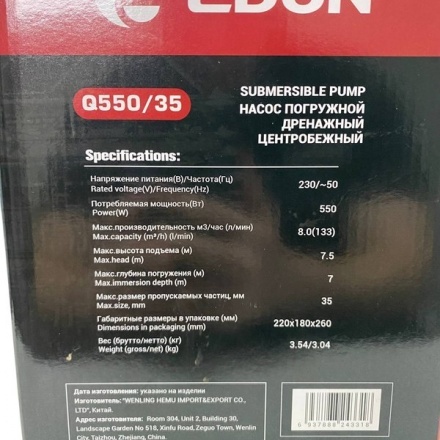 EDON
Q550/35
SUBMERSIBLE PUMP
НАСОС ПОГРУЖНОЙ
ДРЕНАЖНЫЙ
ЦЕНТРОБЕЖНЫЙ
Specifications:
Напряжение питания(В)/Частота(Гц)
Rated voltage(V)/Frequency(Hz)
230/~50
Потребляемая мощность(Вт)
Power(W)
550
Макс.производительность м3/час (л/мин)
Max.capacity (m³/h) (l/min)
8.0(133)
Макс.высота подъема (м)
Max.head (m)
7.5
Макс.глубина погружения (м)
Max.immersion depth (m)
7
Макс.размер пропускаемых частиц, мм
Max.size, mm
35
Габаритные размеры в упаковке (мм)
Dimensions in packaging (mm)
220x180x260
Вес (брутто/нетто) (кг)
Weight (gross/net) (kg)
3.54/3.04
Дата изготовления: указано на изделии
Изготовитель: "WENLING HEMU IMPORT&EXPORT CO.,
LTD", Китай.
Адрес изготовителя: Room 304, Unit 2, Building 30,
Landscape Garden No 518, Xinfu Road, Zeguo Town, Wenlin
City, Taizhou, Zhejiang, China.